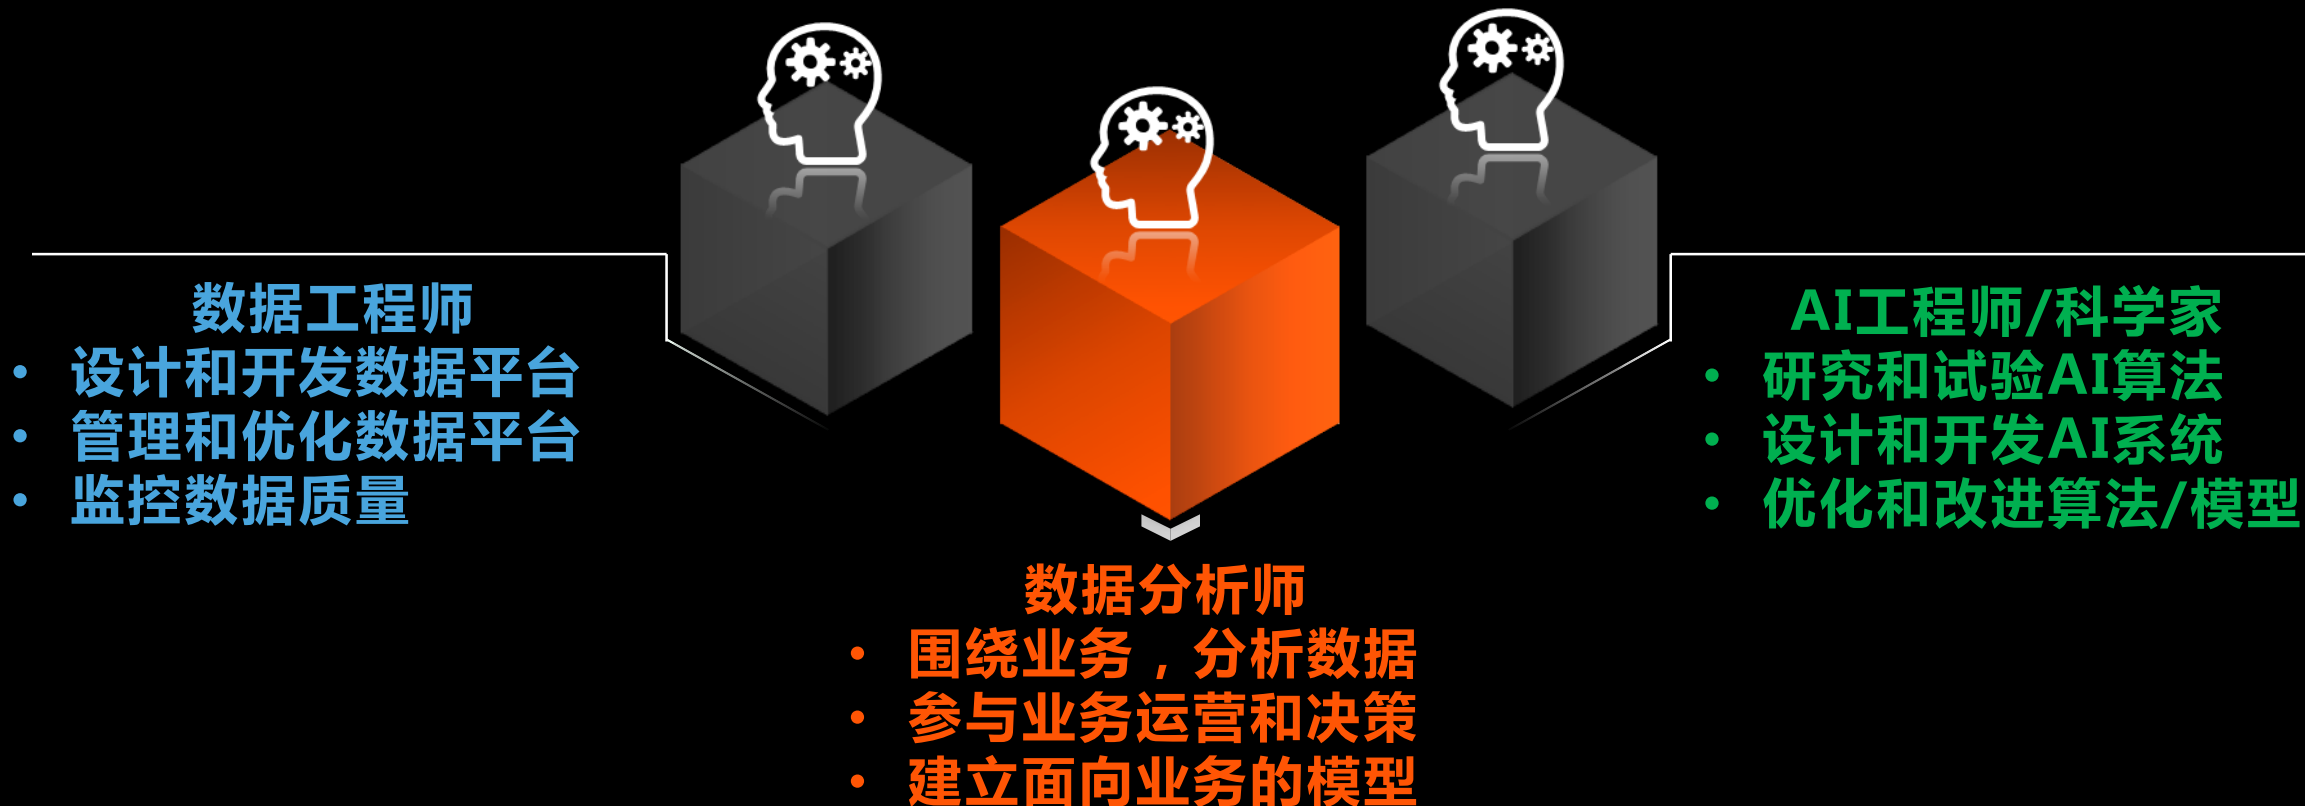 数据工程师
• 设计和开发数据平台
• 管理和优化数据平台
• 监控数据质量
数据分析师
• 围绕业务，分析数据
• 参与业务运营和决策
• 建立面向业务的模型
AI工程师/科学家
• 研究和试验AI算法
• 设计和开发AI系统
• 优化和改进算法/模型